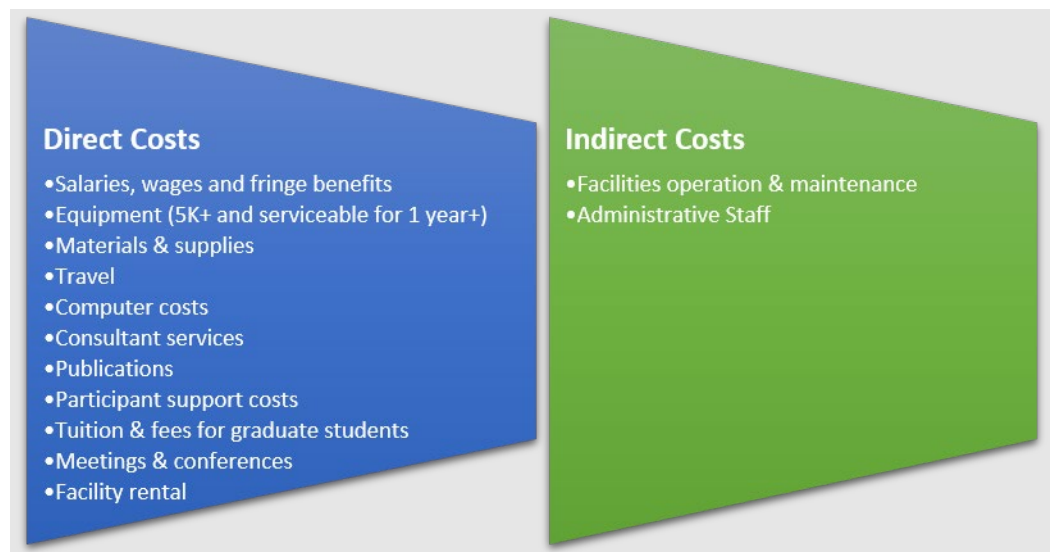 Direct Costs
•Salaries, wages and fringe benefits
•Equipment (5K+ and serviceable for 1 year+)
•Materials & supplies
•Travel
•Computer costs
•Consultant services
•Publications
•Participant support costs
•Tuition & fees for graduate students
•Meetings & conferences
•Facility rental
Indirect Costs
•Facilities operation & maintenance
•Administrative Staff